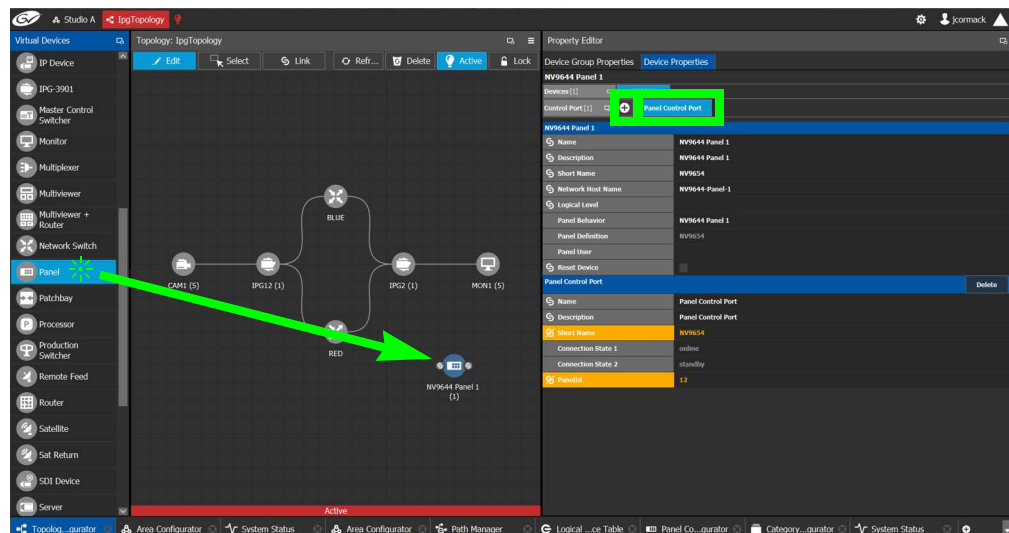 Studio A
IpgTopology
jcormack
Virtual Devices
IP Device
IPG-3901
Master Control
Switcher
Monitor
Multiplexer
Multiviewer
Multiviewer +
Router
Network Switch
Panel
Patchbay
P
Processor
Production
Switcher
Remote Feed
Router
Satellite
Sat Return
SDI Device
Server
Topology: IpgTopology
Edit
Select
Link
Refr...
Delete
Active
Lock
BLUE
CAM1 (5)
IPG12 (1)
IPG2 (1)
MON1 (5)
RED
NV9644 Panel 1
(1)
Active
Property Editor
Device Group Properties Device Properties
NV9644 Panel 1
Devices [1]
Control Port [1] Panel Control Port
NV9644 Panel 1
Name NV9644 Panel 1
Description NV9644 Panel 1
Short Name NV9654
Network Host Name NV9644-Panel-1
Logical Level
Panel Behavior NV9644 Panel 1
Panel Definition NV9654
Panel User
Reset Device
Panel Control Port Delete
Name Panel Control Port
Description Panel Control Port
Short Name NV9654
Connection State 1 online
Connection State 2 standby
PanelId 12
Topolog...gurator
Area Configurator
System Status
Area Configurator
Path Manager
Logical ...ce Table
Panel Co...gurator
Category...gurator
System Status